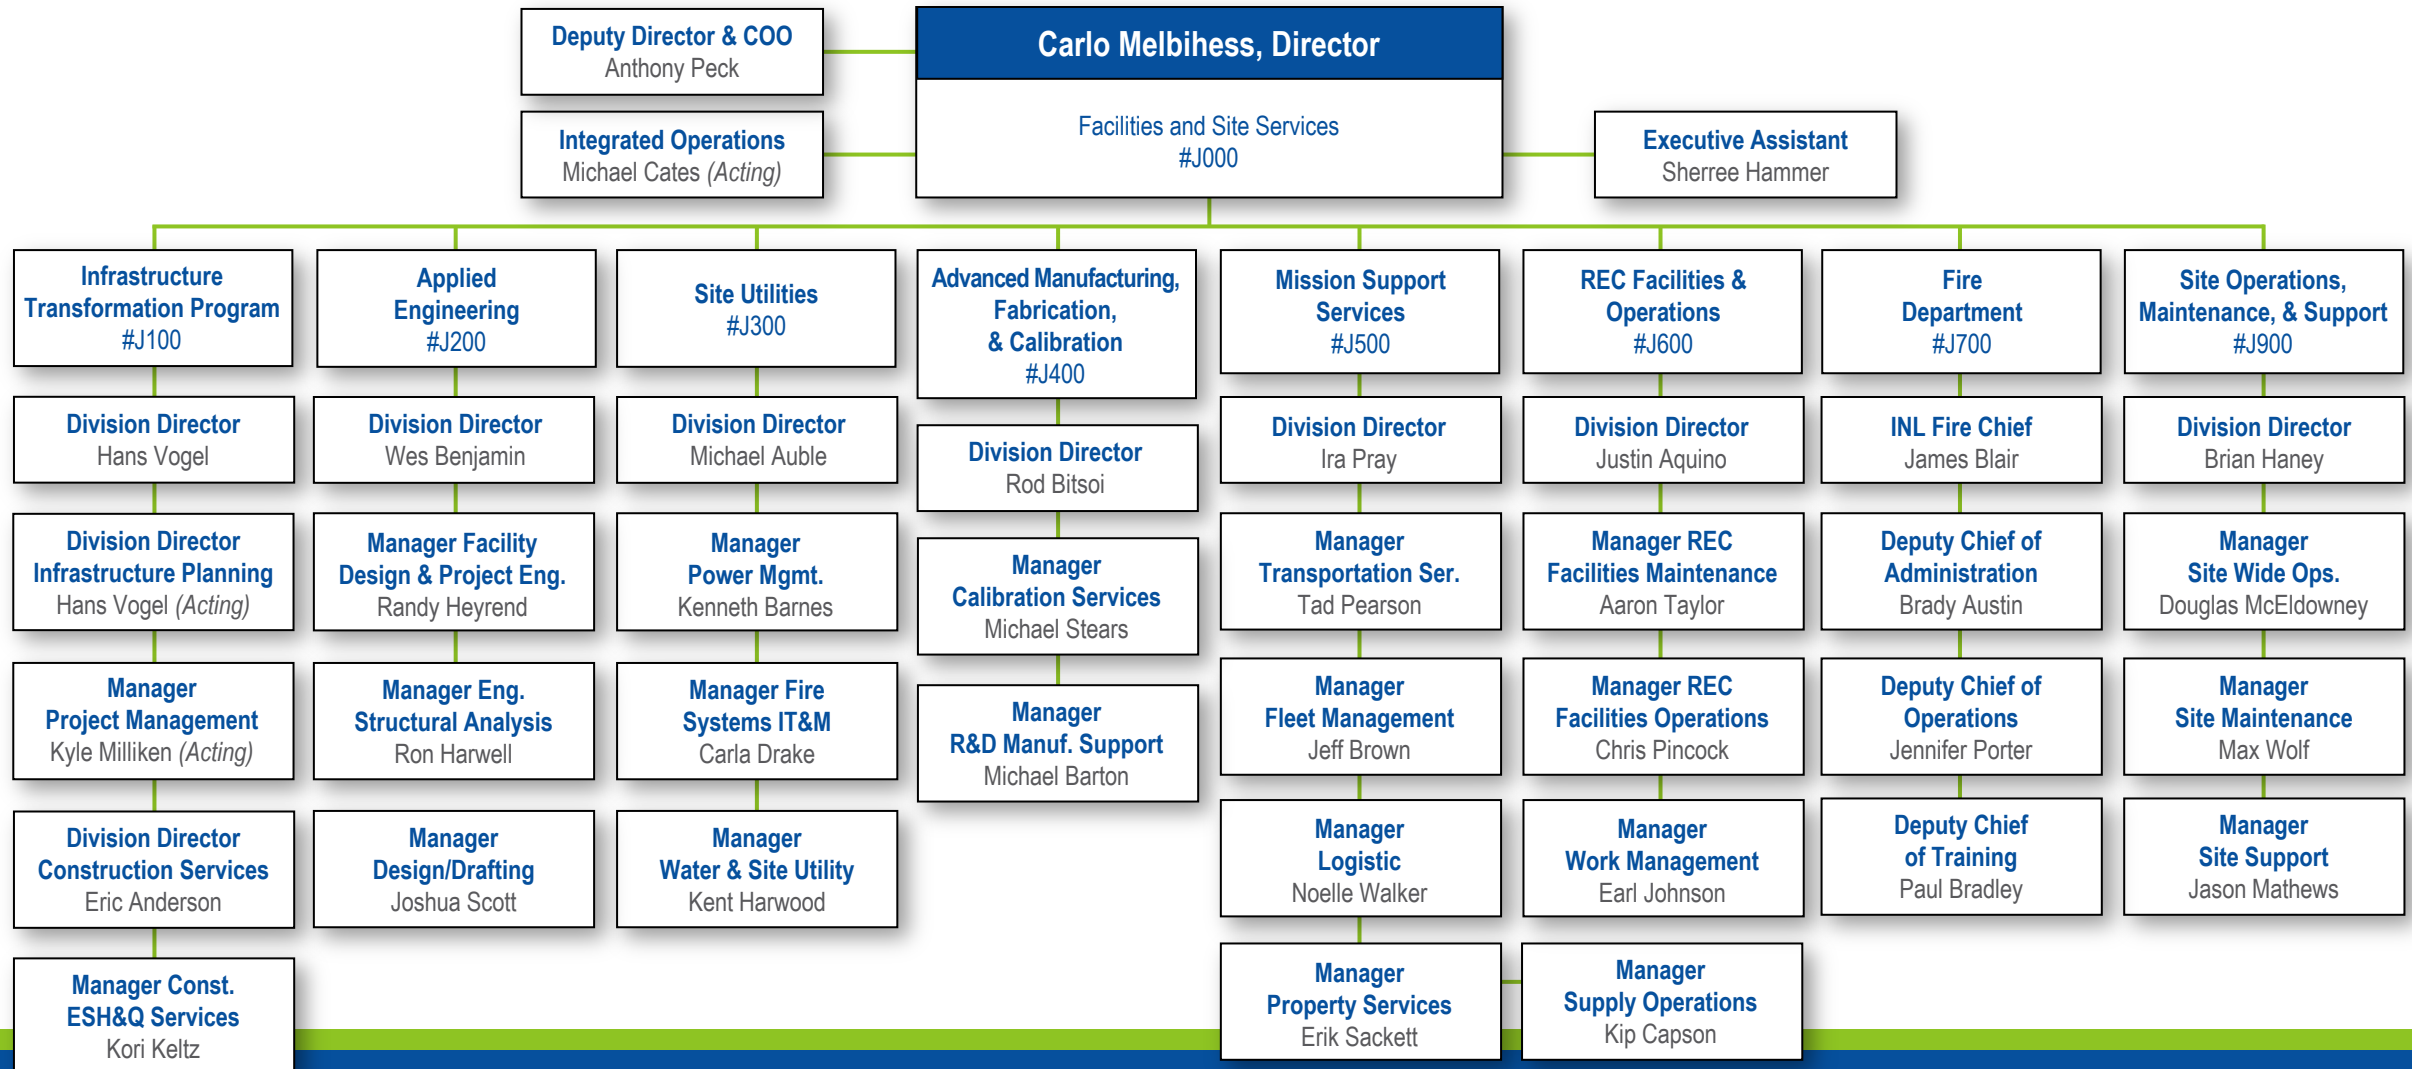 Deputy Director & COO
Anthony Peck
Carlo Melbihess, Director
Facilities and Site Services
#J000
Integrated Operations
Michael Cates (Acting)
Executive Assistant
Sherree Hammer
Infrastructure
Transformation Program
#J100
Division Director
Hans Vogel
Division Director
Infrastructure Planning
Hans Vogel (Acting)
Manager
Project Management
Kyle Milliken (Acting)
Division Director
Construction Services
Eric Anderson
Manager Const.
ESH&Q Services
Kori Keltz
Applied
Engineering
#J200
Division Director
Wes Benjamin
Manager Facility
Design & Project Eng.
Randy Heyrend
Manager Eng.
Structural Analysis
Ron Harwell
Manager
Design/Drafting
Joshua Scott
Site Utilities
#J300
Division Director
Michael Auble
Manager
Power Mgmt.
Kenneth Barnes
Manager Fire
Systems IT&M
Carla Drake
Manager
Water & Site Utility
Kent Harwood
Advanced Manufacturing,
Fabrication,
& Calibration
#J400
Division Director
Rod Bitsoi
Manager
Calibration Services
Michael Stears
Manager
R&D Manuf. Support
Michael Barton
Mission Support
Services
#J500
Division Director
Ira Pray
Manager
Transportation Ser.
Tad Pearson
Manager
Fleet Management
Jeff Brown
Manager
Logistic
Noelle Walker
Manager
Property Services
Erik Sackett
Manager
Supply Operations
Kip Capson
REC Facilities &
Operations
#J600
Division Director
Justin Aquino
Manager REC
Facilities Maintenance
Aaron Taylor
Manager REC
Facilities Operations
Chris Pincock
Manager
Work Management
Earl Johnson
Fire
Department
#J700
INL Fire Chief
James Blair
Deputy Chief of
Administration
Brady Austin
Deputy Chief of
Operations
Jennifer Porter
Deputy Chief
of Training
Paul Bradley
Site Operations,
Maintenance, & Support
#J900
Division Director
Brian Haney
Manager
Site Wide Ops.
Douglas McEldowney
Manager
Site Maintenance
Max Wolf
Manager
Site Support
Jason Mathews